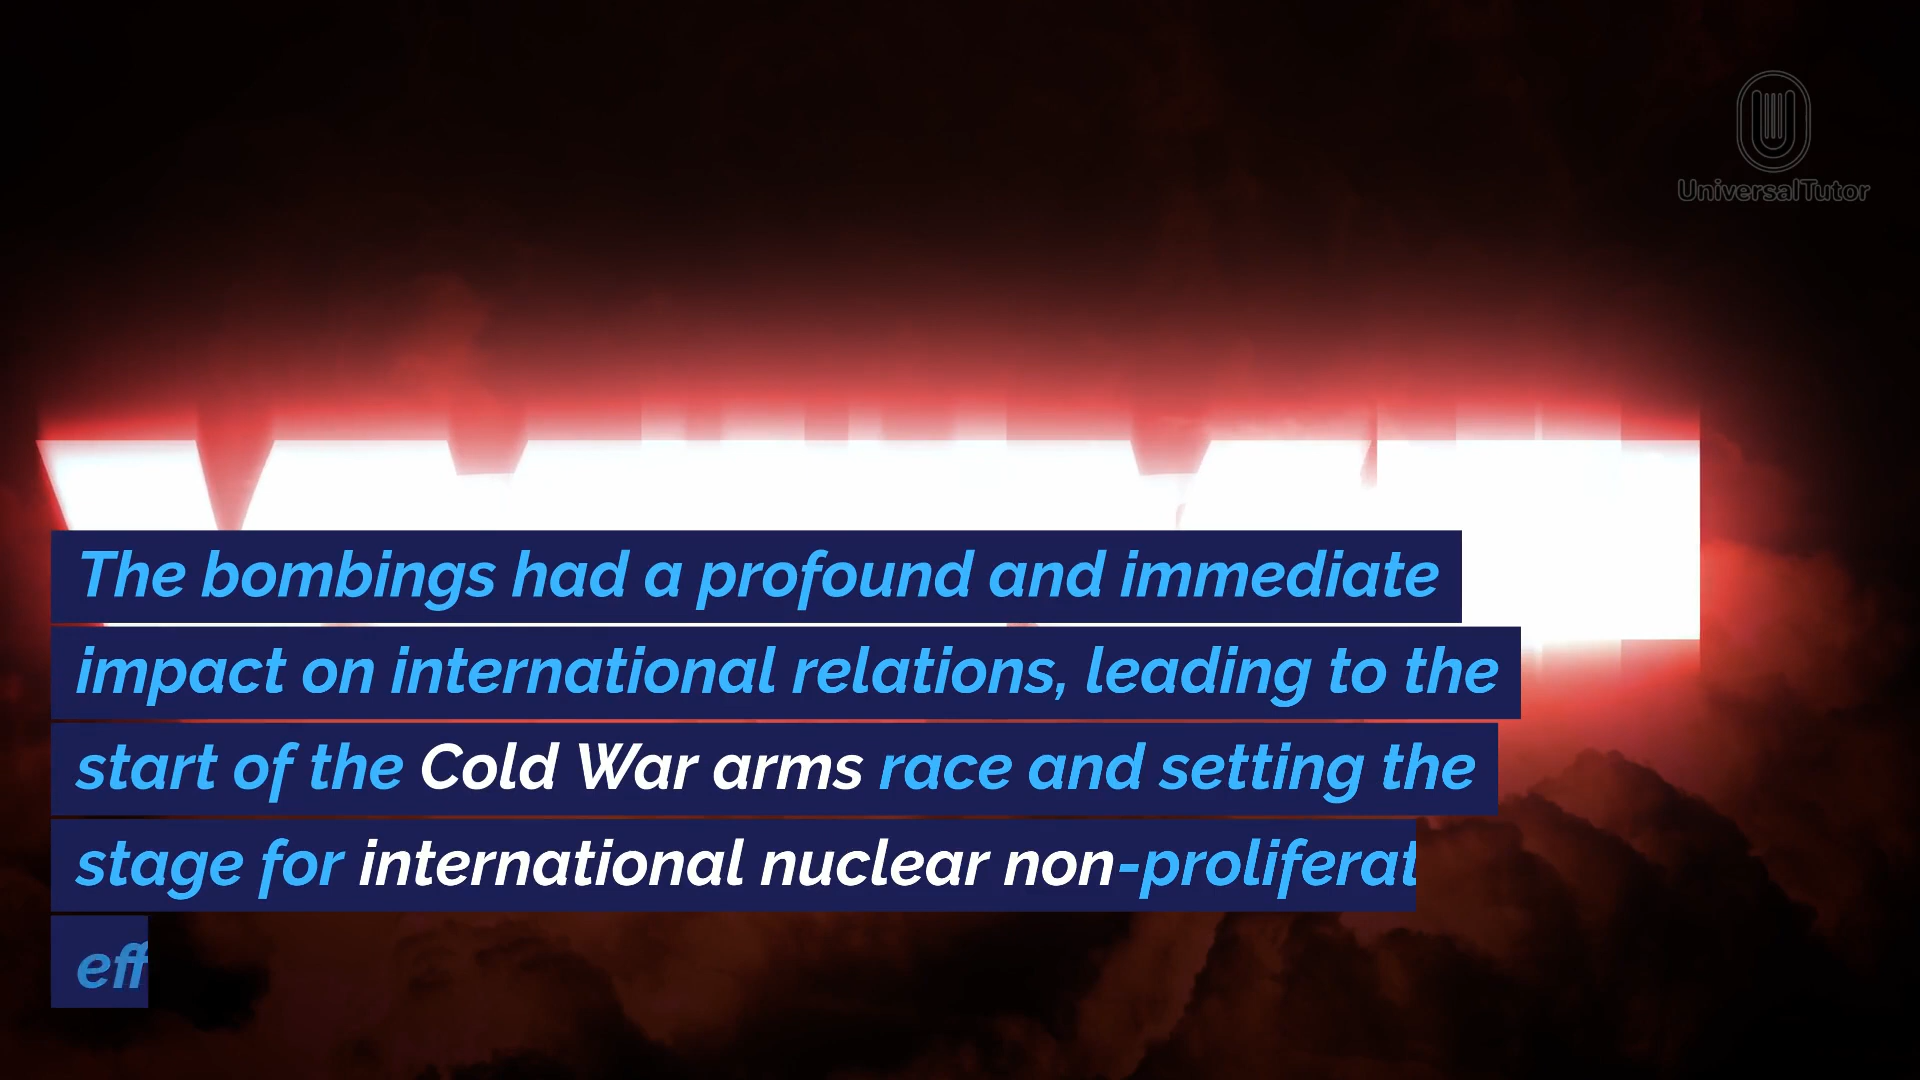 UniversalTutor
The bombings had a profound and immediate
impact on international relations, leading to the
start of the Cold War arms race and setting the
stage for international nuclear non-proliferat
eff